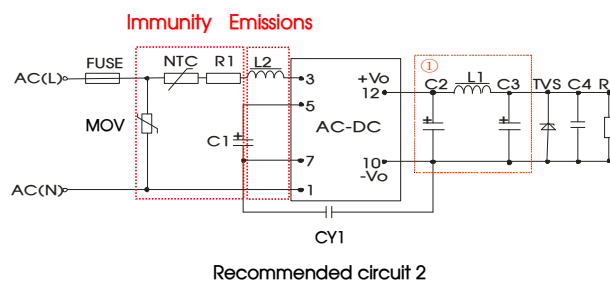 Immunity Emissions
FUSE NTC R1 L2
AC(L)
MOV
C1
AC(N)
3
5
7
1
AC-DC
+Vo
12
10
-Vo
①
C2 L1 C3 TVS C4 R
CY1
Recommended circuit 2